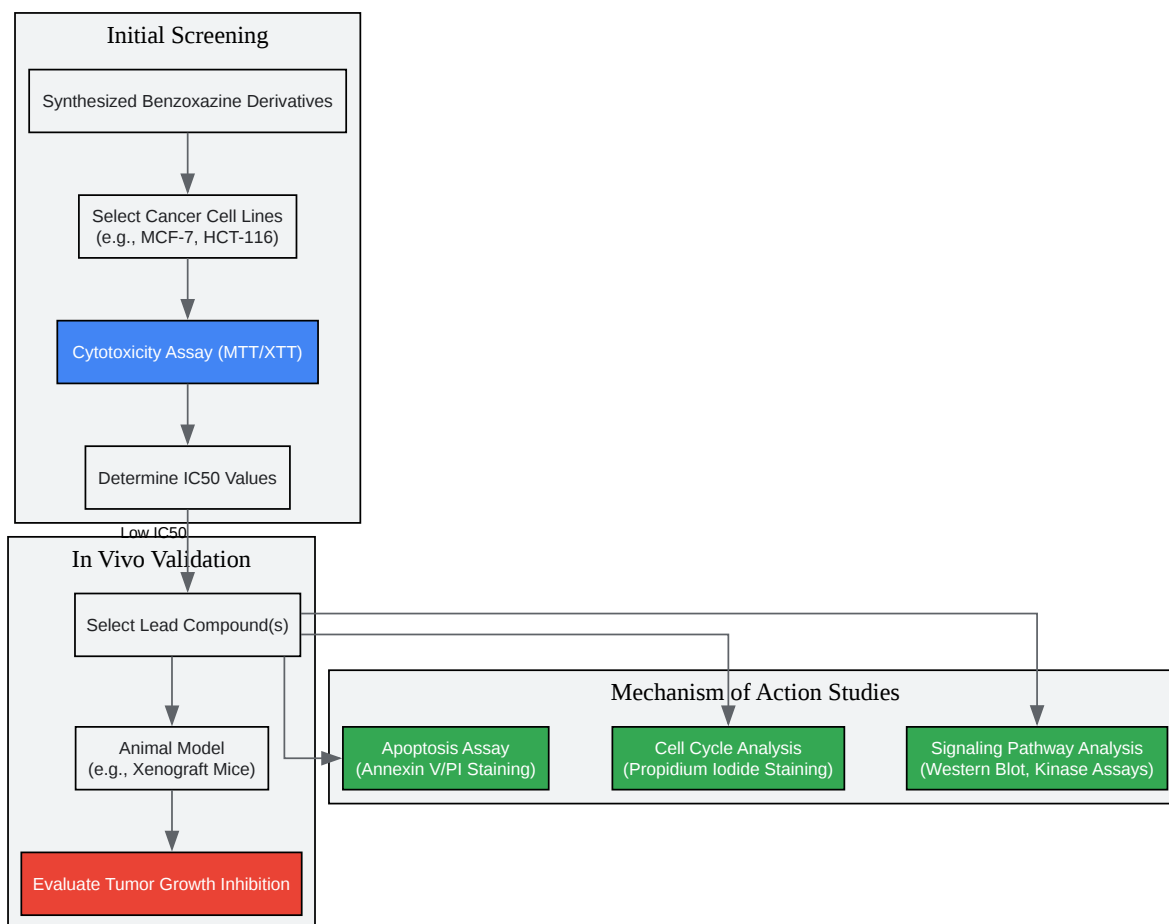 Initial Screening
Synthesized Benzoxazine Derivatives
Select Cancer Cell Lines
(e.g., MCF-7, HCT-116)
Cytotoxicity Assay (MTT/XTT)
Determine IC50 Values
Low IC50
In Vivo Validation
Select Lead Compound(s)
Mechanism of Action Studies
Animal Model
(e.g., Xenograft Mice)
Apoptosis Assay
(Annexin V/PI Staining)
Cell Cycle Analysis
(Propidium Iodide Staining)
Signaling Pathway Analysis
(Western Blot, Kinase Assays)
Evaluate Tumor Growth Inhibition